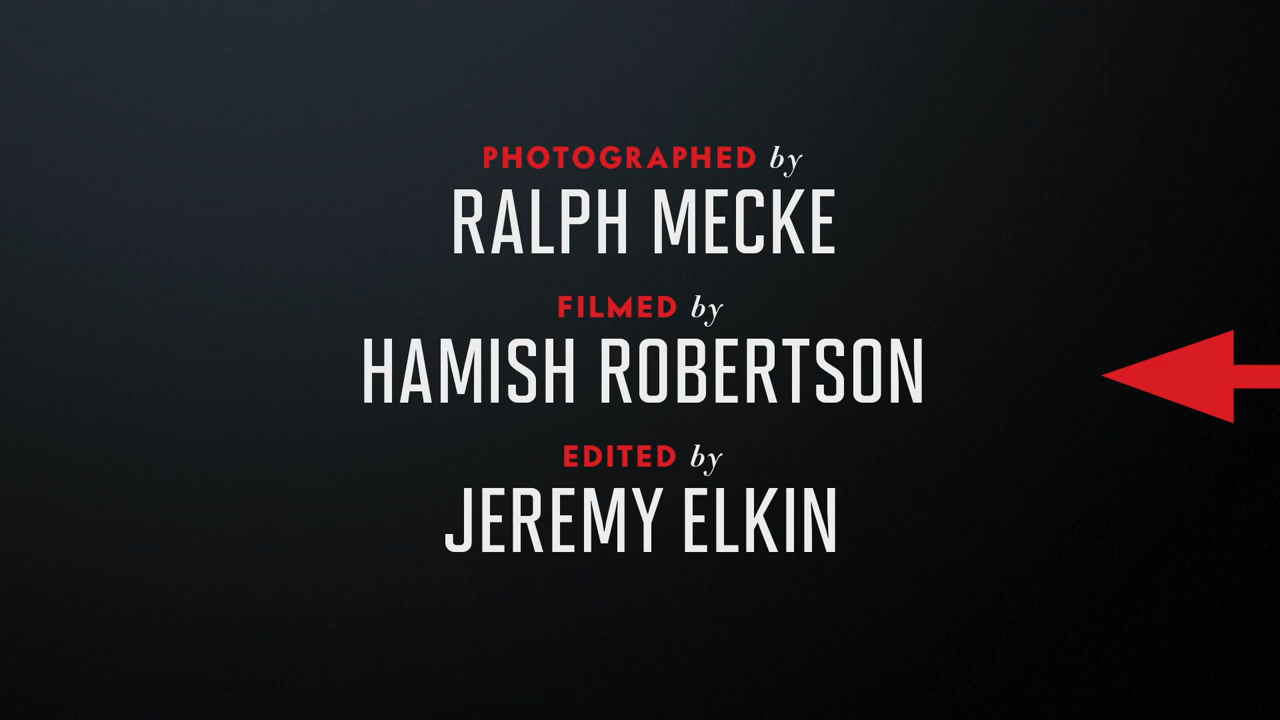 PHOTOGRAPHED by
RALPH MECKE
FILMED by
HAMISH ROBERTSON
EDITED by
JEREMY ELKIN